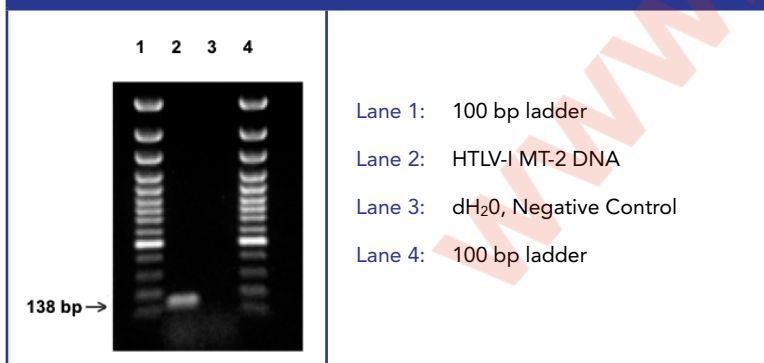 1 2 3 4
138 bp→
Lane 1: 100 bp ladder
Lane 2: HTLV-I MT-2 DNA
Lane 3: dH₂0, Negative Control
Lane 4: 100 bp ladder